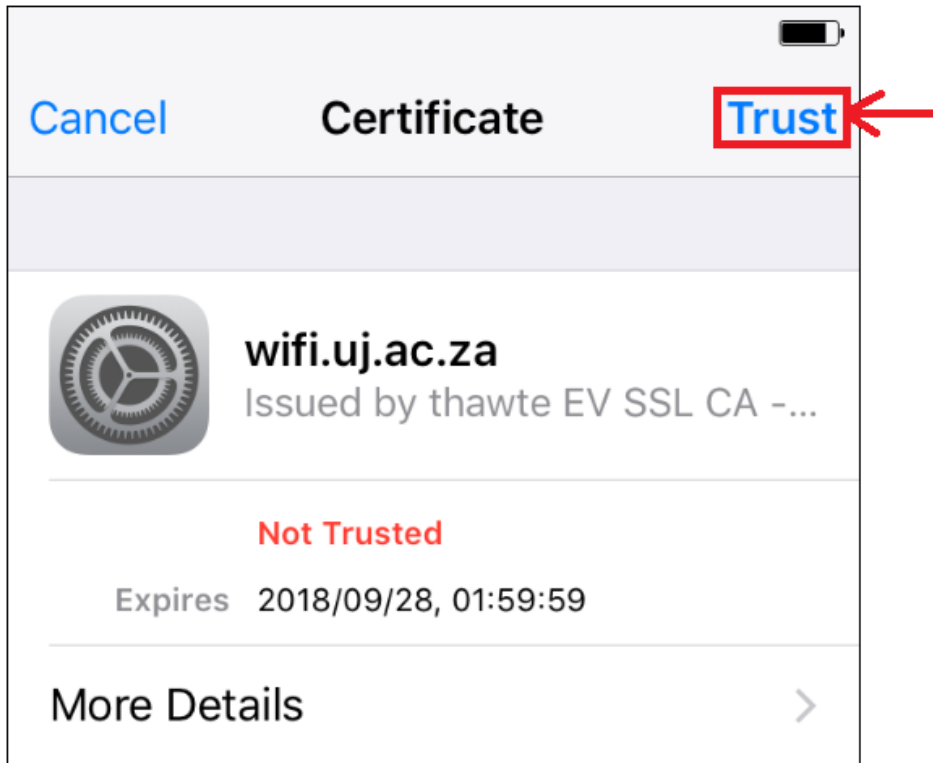 Cancel Certificate Trust
wifi.uj.ac.za
Issued by thawte EV SSL CA -...
Not Trusted
Expires 2018/09/28, 01:59:59
More Details